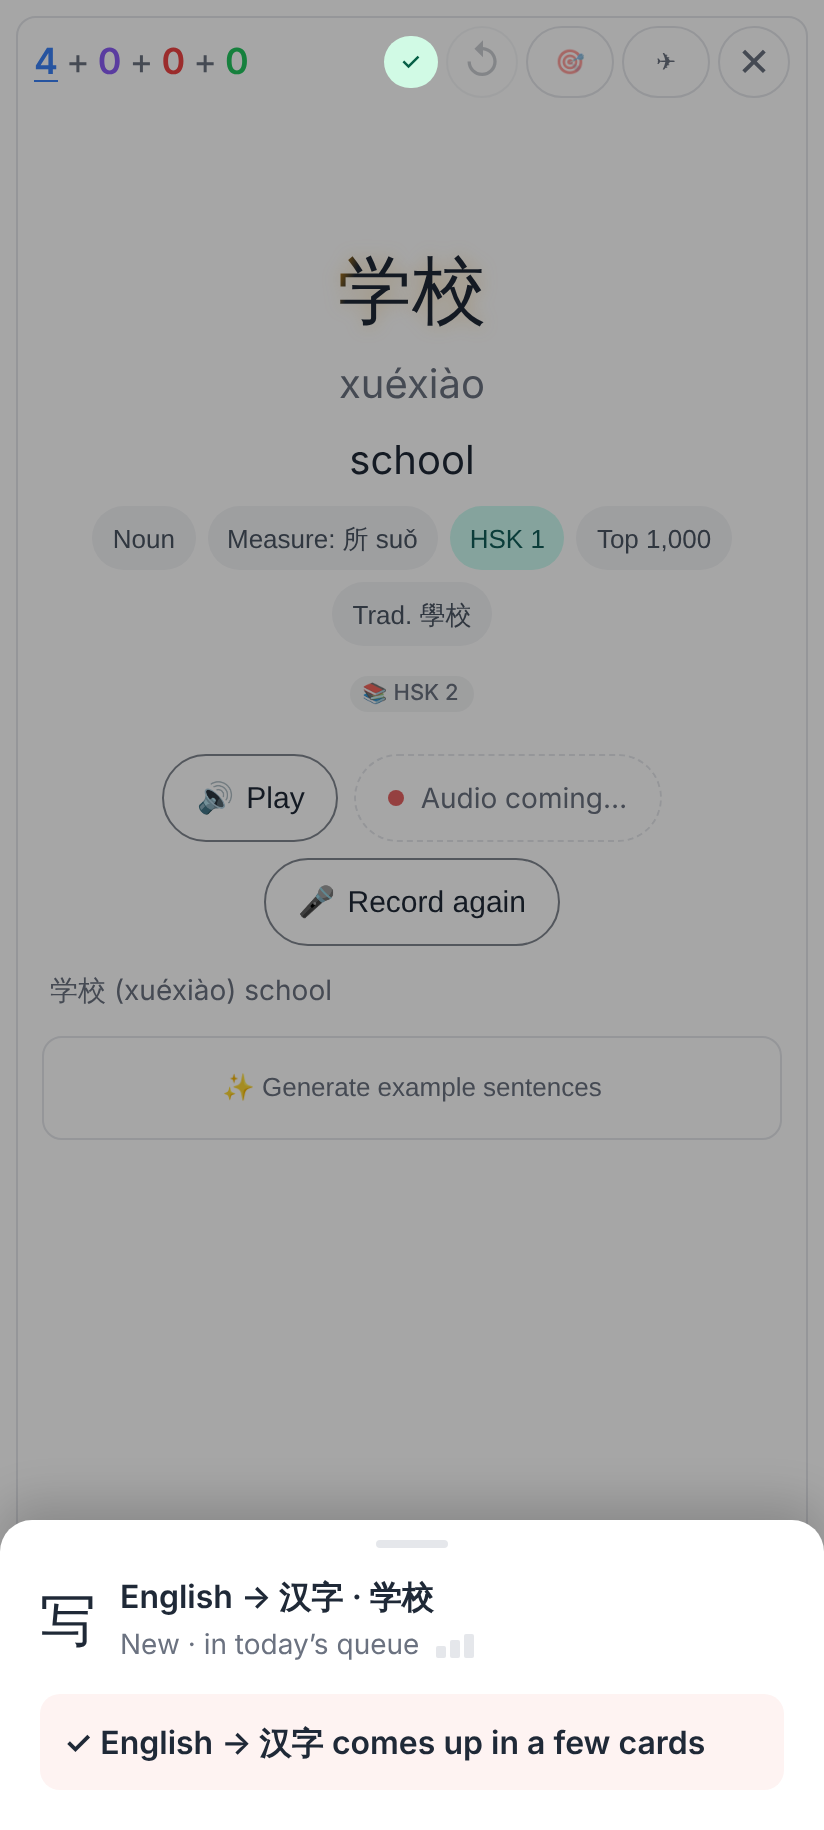 4 + 0 + 0 + 0
学校
xuéxiào
school
Noun
Measure: 所 suǒ
HSK 1
Top 1,000
Trad. 學校
HSK 2
Play
Audio coming...
Record again
学校 (xuéxiào) school
Generate example sentences
写
English → 汉字 · 学校
New · in today’s queue
✓ English → 汉字 comes up in a few cards